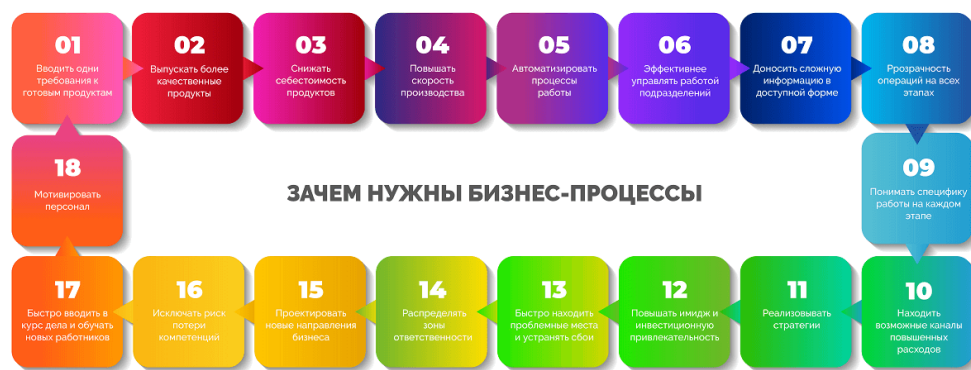 01
Вводить одни
требования к
готовым продуктам
02
Выпускать более
качественные
продукты
03
Снижать
себестоимость
продуктов
04
Повышать
скорость
производства
05
Автоматизировать
процессы
работы
06
Эффективнее
управлять работой
подразделений
07
Доносить сложную
информацию в
доступной форме
08
Ррозрачность
операций на всех
этапах
18
Мотивировать
персонал
ЗАЧЕМ НУЖНЫ БИЗНЕС-ПРОЦЕССЫ
09
Понимать специфику
работы на каждом
этапе
17
Быстро вводить в
курс дела и обучать
новых работников
16
Исключать риск
потери
компетенций
15
Проектировать
новые направления
бизнеса
14
Распределять
зоны
ответственности
13
Быстро находить
проблемные места
и устранять сбои
12
Повышать имидж и
инвестиционную
привлекательность
11
Реализовывать
стратегии
10
Находить
возможные каналы
повышенных
расходов